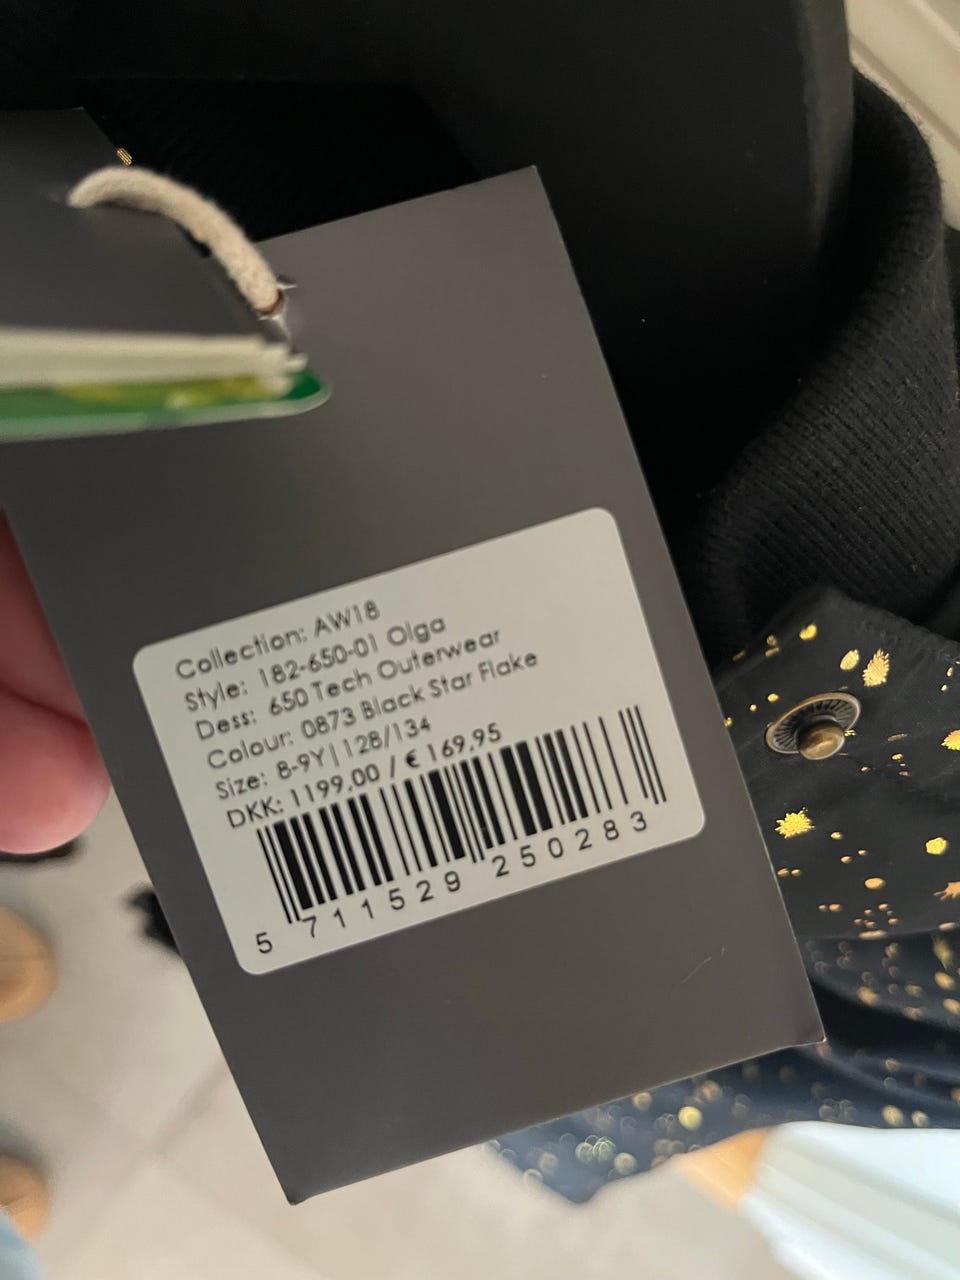 Collection: AW18
Style: 182-650-01 Olga
Dess: 650 Tech Outerwear
Colour: 0873 Black Star Flake
Size: 8-9Y|128/134
DKK: 1199.00 / € 169,95
5 711529 250283